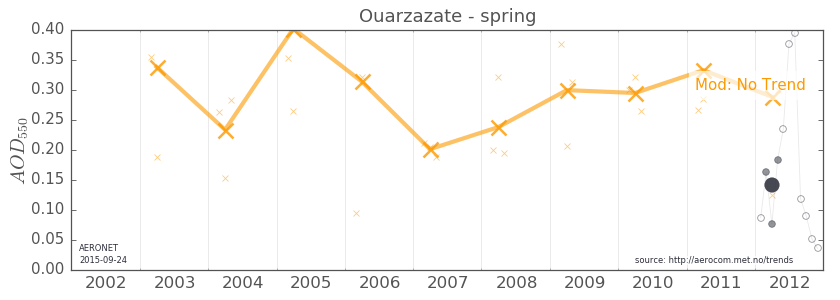 Ouarzazate - spring
0.40
0.35
0.30
0.25
0.20
0.15
0.10
0.05
0.00
AOD550
Mod: No Trend
AERONET
2015-09-24
source: http://aerocom.met.no/trends
2002 2003 2004 2005 2006 2007 2008 2009 2010 2011 2012